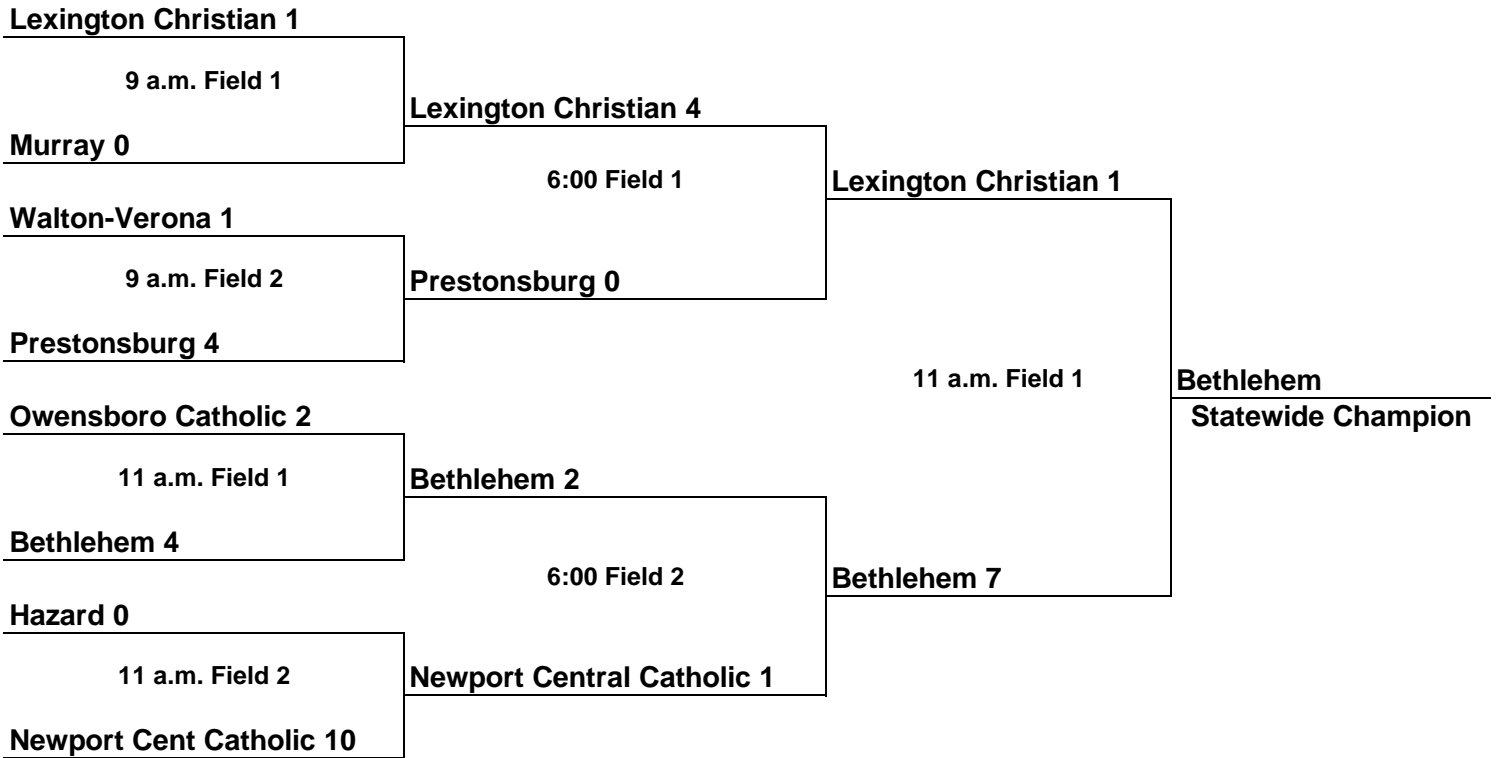 Lexington Christian 1
9 a.m. Field 1
Lexington Christian 4
Murray 0
6:00 Field 1
Lexington Christian 1
Walton-Verona 1
9 a.m. Field 2
Prestonsburg 0
Prestonsburg 4
11 a.m. Field 1
Bethlehem
Owensboro Catholic 2
Statewide Champion
11 a.m. Field 1
Bethlehem 2
Bethlehem 4
6:00 Field 2
Bethlehem 7
Hazard 0
11 a.m. Field 2
Newport Central Catholic 1
Newport Cent Catholic 10